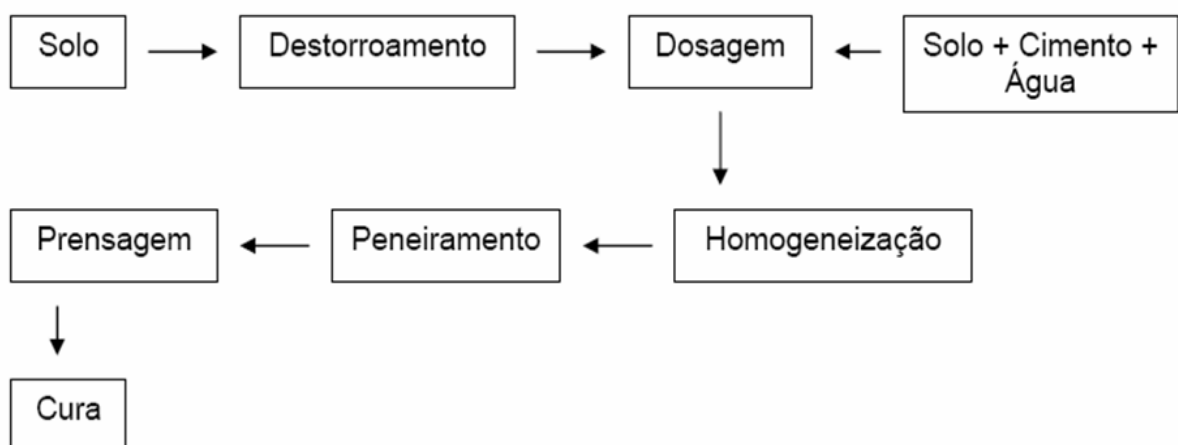 Solo
Destorroamento
Dosagem
Solo + Cimento +
Água
Prensagem
Peneiramento
Homogeneização
Cura